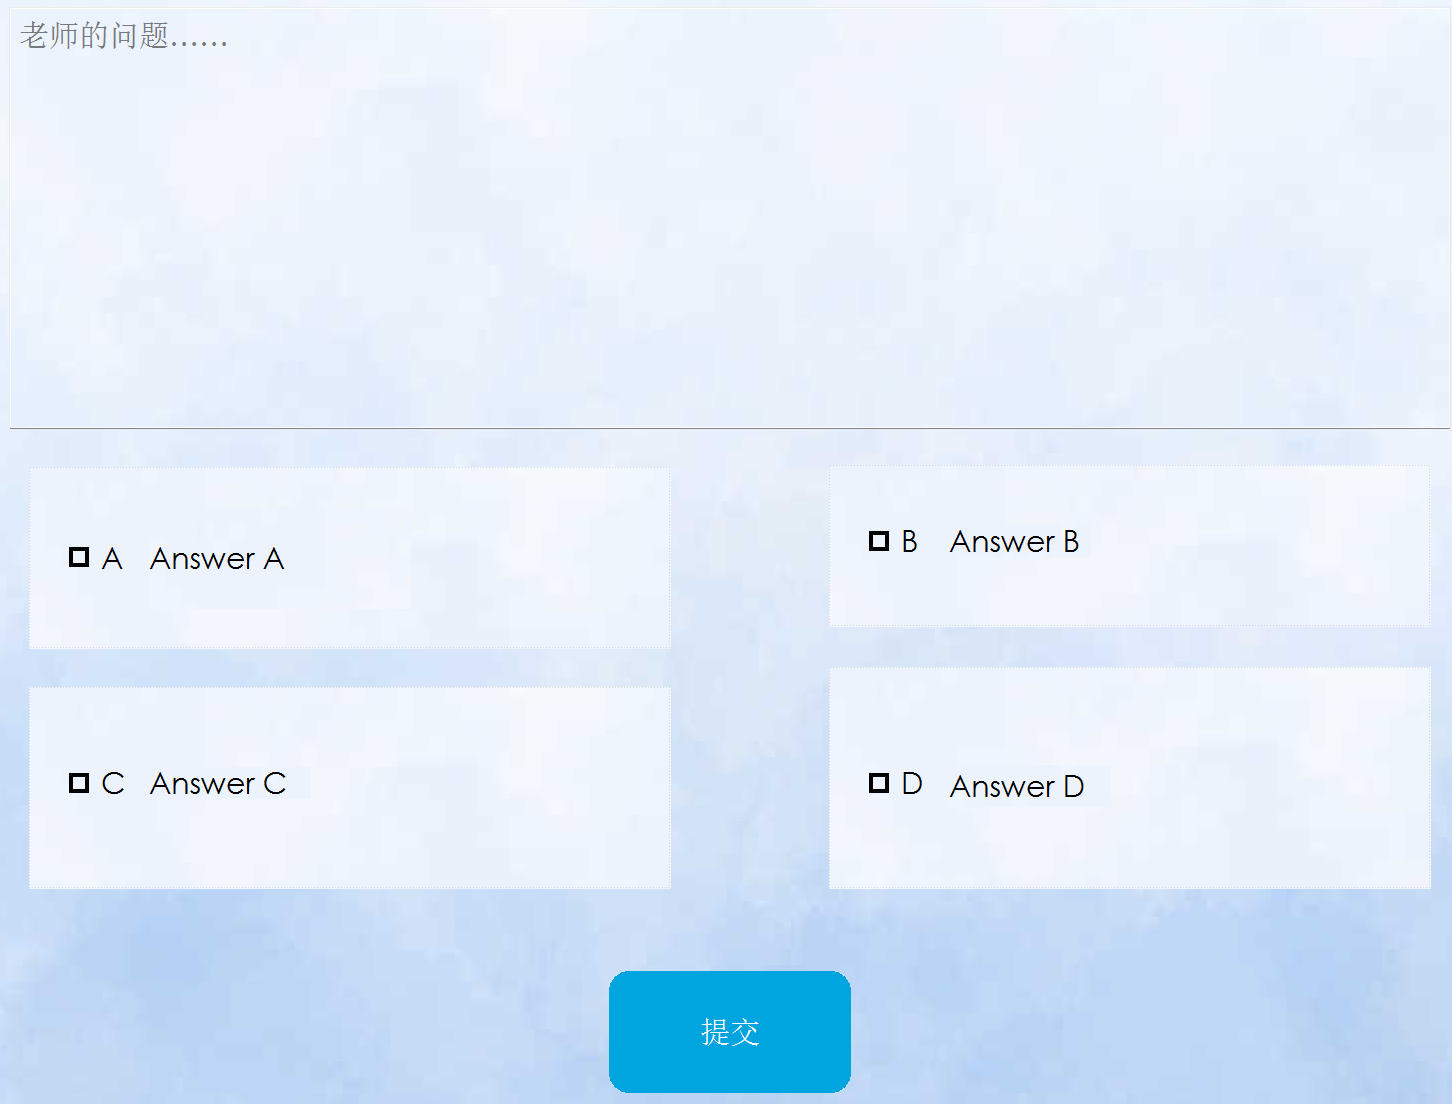 老师的问题……
A Answer A
B Answer B
C Answer C
D Answer D
提交